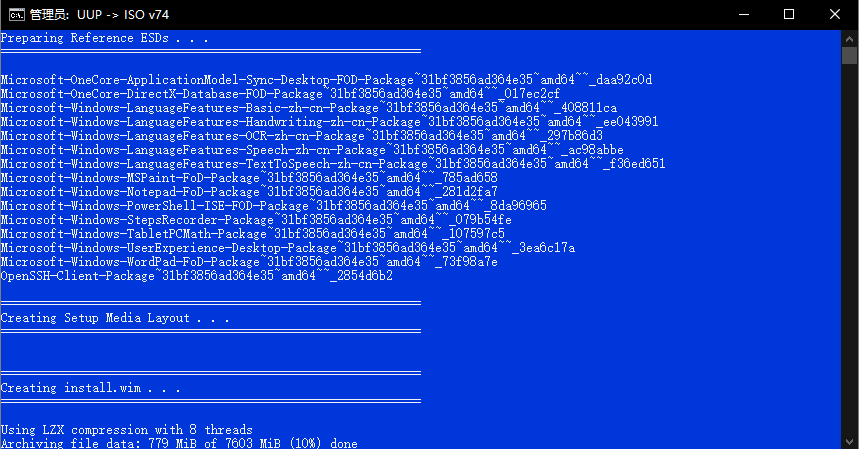 管理员: UUP -> ISO v74
Preparing Reference ESDs . . .
Microsoft-OneCore-ApplicationModel-Sync-Desktop-FOD-Package~31bf3856ad364e35~amd64~~_daa92c0d
Microsoft-OneCore-DirectX-Database-FOD-Package~31bf3856ad364e35~amd64~~_017ec2cf
Microsoft-Windows-LanguageFeatures-Basic-zh-cn-Package~31bf3856ad364e35~amd64~~_408811ca
Microsoft-Windows-LanguageFeatures-Handwriting-zh-cn-Package~31bf3856ad364e35~amd64~~_ee043991
Microsoft-Windows-LanguageFeatures-OCR-zh-cn-Package~31bf3856ad364e35~amd64~~_297b86d3
Microsoft-Windows-LanguageFeatures-Speech-zh-cn-Package~31bf3856ad364e35~amd64~~_ac98abbe
Microsoft-Windows-LanguageFeatures-TextToSpeech-zh-cn-Package~31bf3856ad364e35~amd64~~_f36ed651
Microsoft-Windows-MSPaint-FoD-Package~31bf3856ad364e35~amd64~~_785ad658
Microsoft-Windows-Notepad-FoD-Package~31bf3856ad364e35~amd64~~_281d2fa7
Microsoft-Windows-PowerShell-ISE-FOD-Package~31bf3856ad364e35~amd64~~_8da96965
Microsoft-Windows-StepsRecorder-Package~31bf3856ad364e35~amd64~~_079b54fe
Microsoft-Windows-TabletPCMath-Package~31bf3856ad364e35~amd64~~_107597c5
Microsoft-Windows-UserExperience-Desktop-Package~31bf3856ad364e35~amd64~~_3ea6c17a
Microsoft-Windows-WordPad-FoD-Package~31bf3856ad364e35~amd64~~_73f98a7e
OpenSSH-Client-Package~31bf3856ad364e35~amd64~~_2854d6b2
Creating Setup Media Layout . . .
Creating install.wim . . .
Using LZX compression with 8 threads
Archiving file data: 779 MiB of 7603 MiB (10%) done